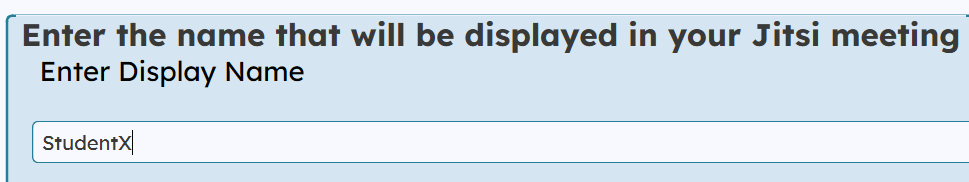 Enter the name that will be displayed in your Jitsi meeting
Enter Display Name
StudentX